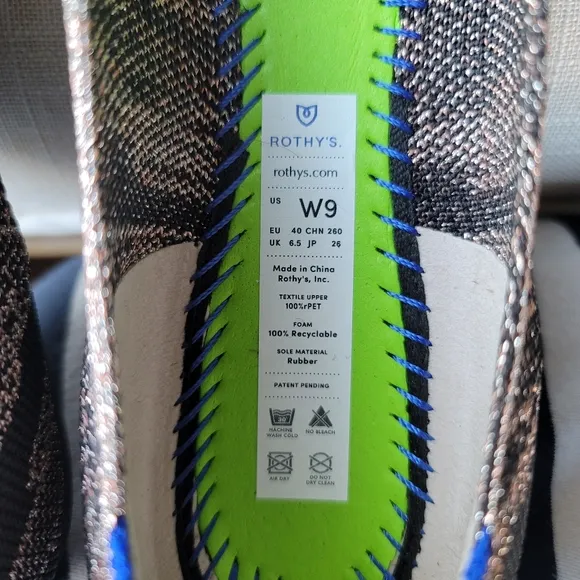 ROTHY'S.
rothys.com
US W9
EU 40 CHN 260
UK 6.5 JP 26
Made in China
Rothy's, Inc.
TEXTILE UPPER
100%rPET
FOAM
100% Recyclable
SOLE MATERIAL
Rubber
PATENT PENDING
30
MACHINE WASH COLD
NO BLEACH
AIR DRY
DO NOT DRY CLEAN